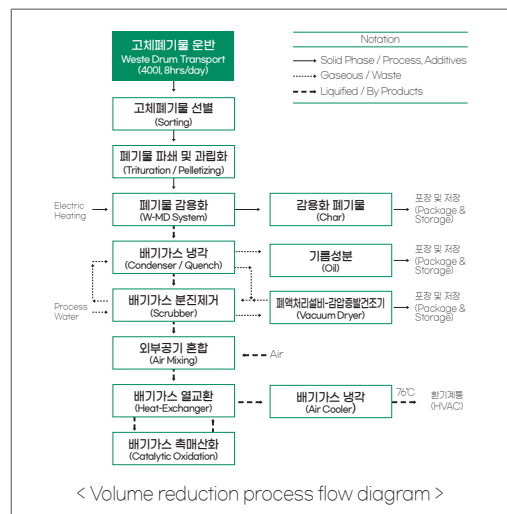 고체폐기물 운반
Weste Drum Transport
(400l, 8hrs/day)
Notation
Solid Phase / Process, Additives
Gaseous / Waste
Liquified / By Products
고체폐기물 선별
(Sorting)
폐기물 파쇄 및 과립화
(Trituration / Pelletizing)
Electric
Heating
폐기물 감용화
(W-MD System)
감용화 폐기물
(Char)
포장 및 저장
(Package &
Storage)
배기가스 냉각
(Condenser / Quench)
기름성분
(Oil)
포장 및 저장
(Package &
Storage)
Process
Water
배기가스 분진제거
(Scrubber)
폐액처리설비-감압증발건조기
(Vacuum Dryer)
포장 및 저장
(Package &
Storage)
외부공기 혼합
(Air Mixing)
Air
배기가스 열교환
(Heat-Exchanger)
배기가스 냉각
(Air Cooler)
76℃
환기계통
(HVAC)
배기가스 촉매산화
(Catalytic Oxidation)
< Volume reduction process flow diagram >